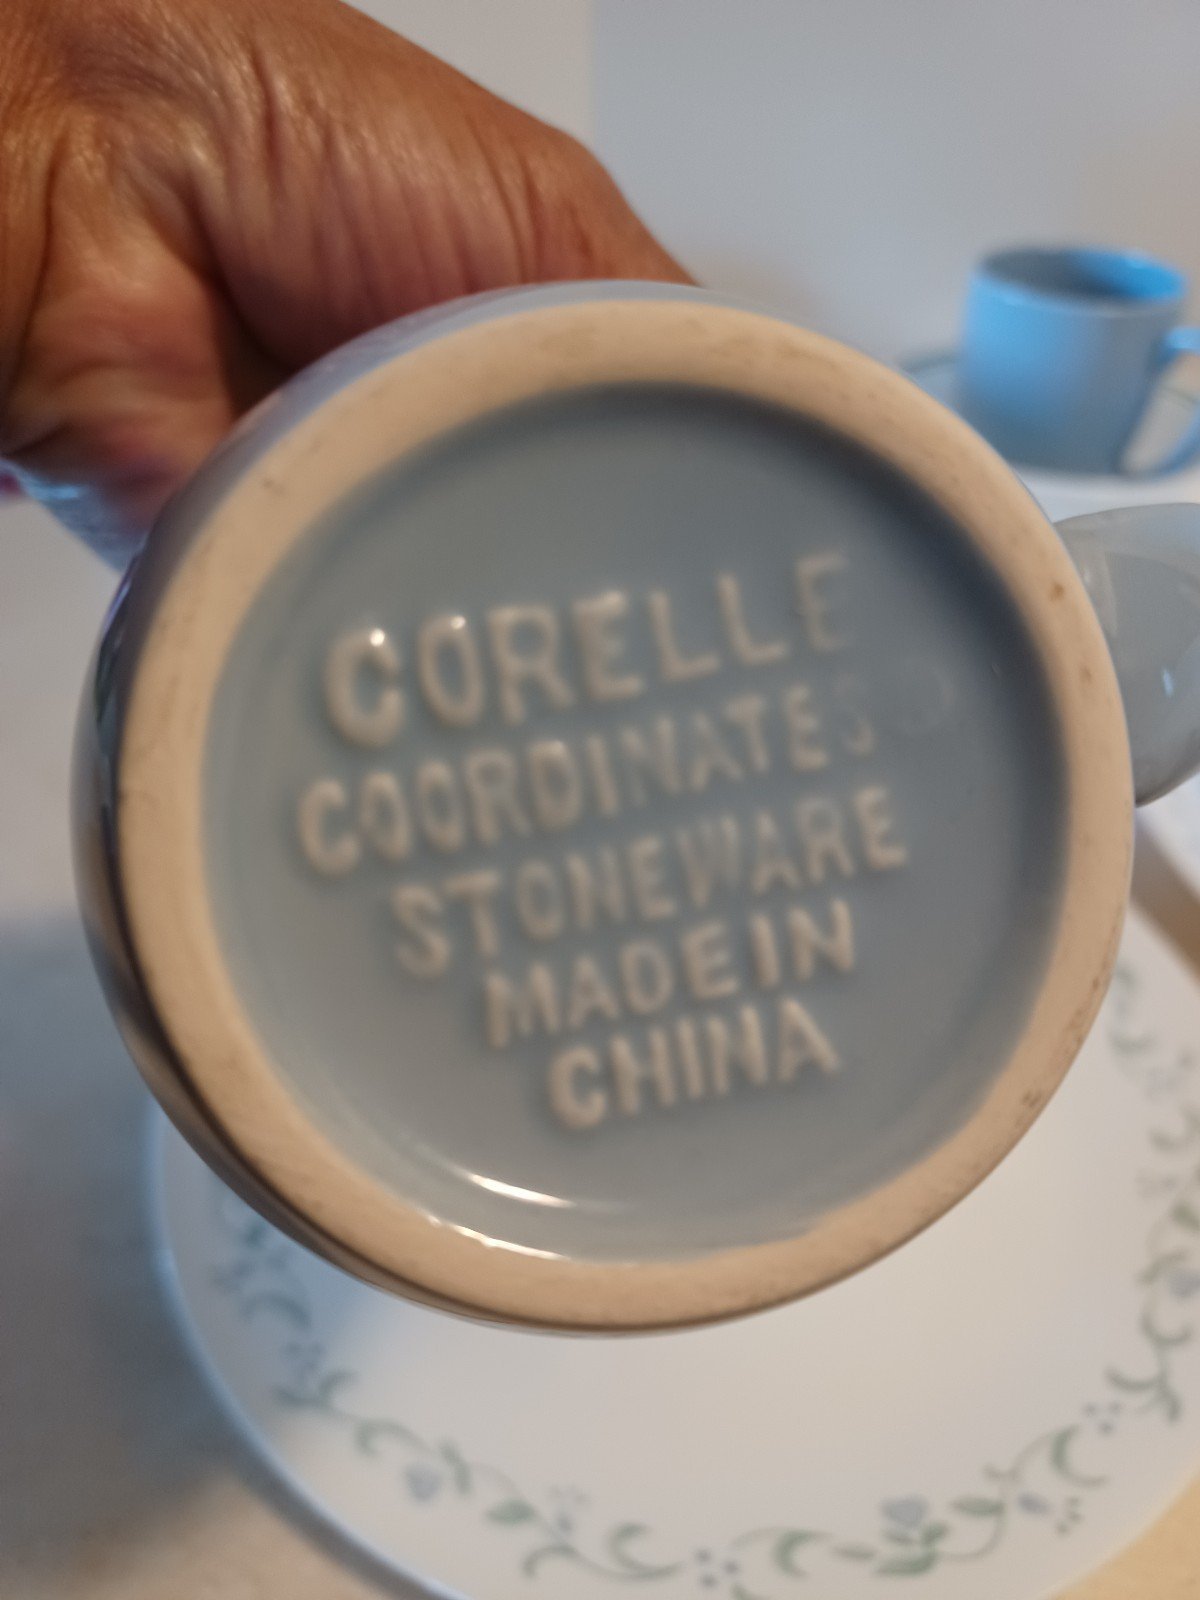 CORELLE
COORDINATES
STONEWARE
MADE IN
CHINA